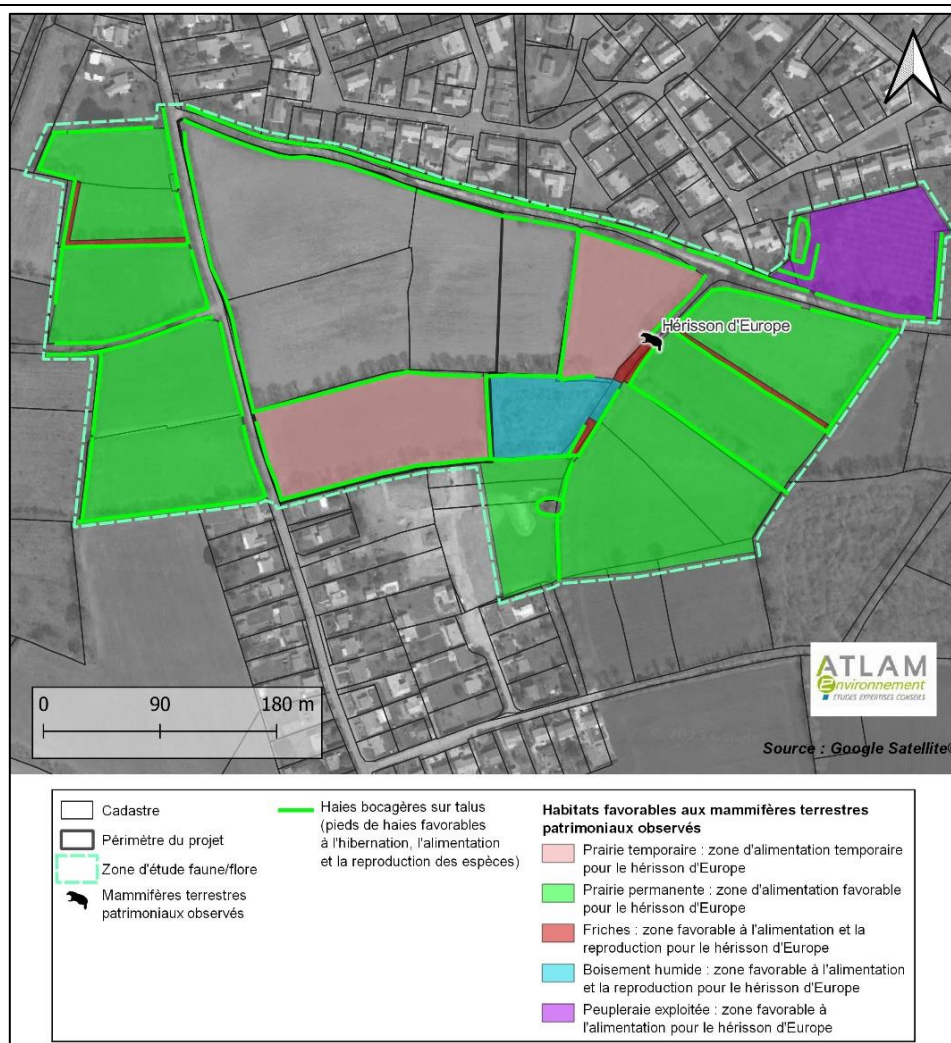 Hérisson d'Europe
0 90 180 m
ATLAM
Environnement
ETUDES EXPERTISES CONSEILS
Source : Google Satellite©
Cadastre
Périmètre du projet
Zone d'étude faune/flore
Mammifères terrestres
patrimoniaux observés
Haies bocagères sur talus
(pieds de haies favorables
à l'hibernation, l'alimentation
et la reproduction des espèces)
Habitats favorables aux mammifères terrestres
patrimoniaux observés
Prairie temporaire : zone d'alimentation temporaire
pour le hérisson d'Europe
Prairie permanente : zone d'alimentation favorable
pour le hérisson d'Europe
Friches : zone favorable à l'alimentation et la
reproduction pour le hérisson d'Europe
Boisement humide : zone favorable à l'alimentation
et la reproduction pour le hérisson d'Europe
Peupleraie exploitée : zone favorable à
l'alimentation pour le hérisson d'Europe